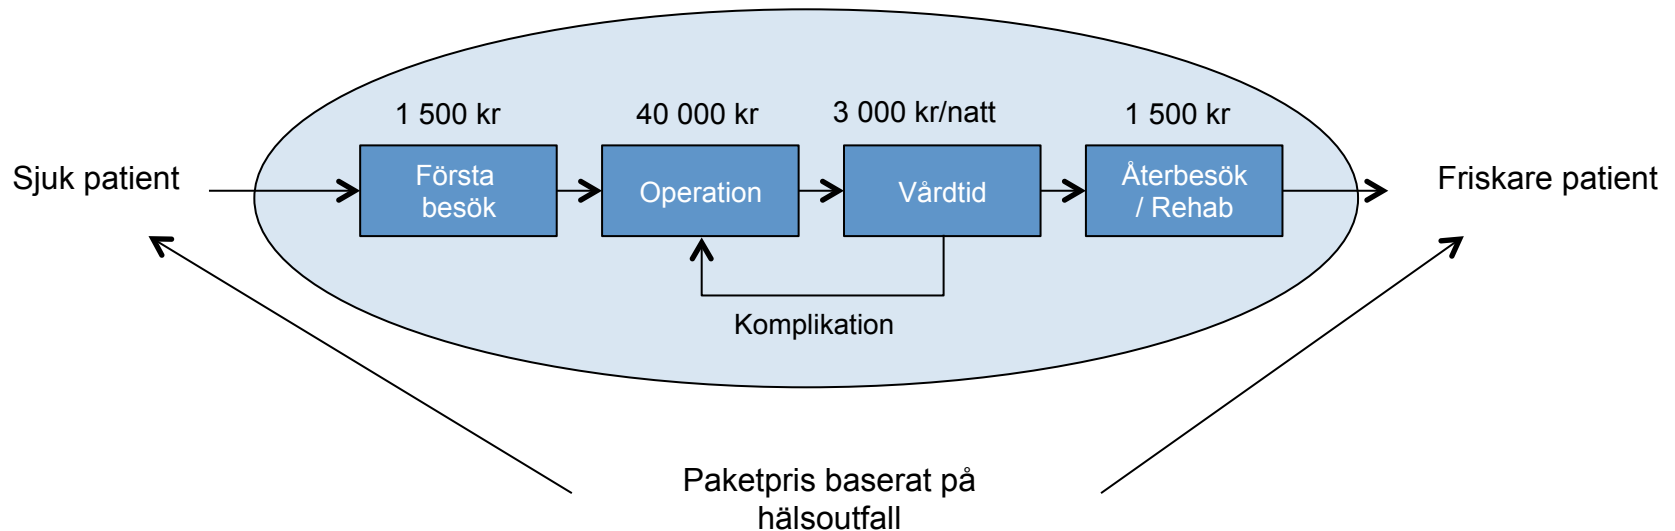 1 500 kr
40 000 kr
3 000 kr/natt
1 500 kr
Sjuk patient
Första
besök
Operation
Vårdtid
Återbesök
/ Rehab
Friskare patient
Komplikation
Paketpris baserat på
hälsoutfall